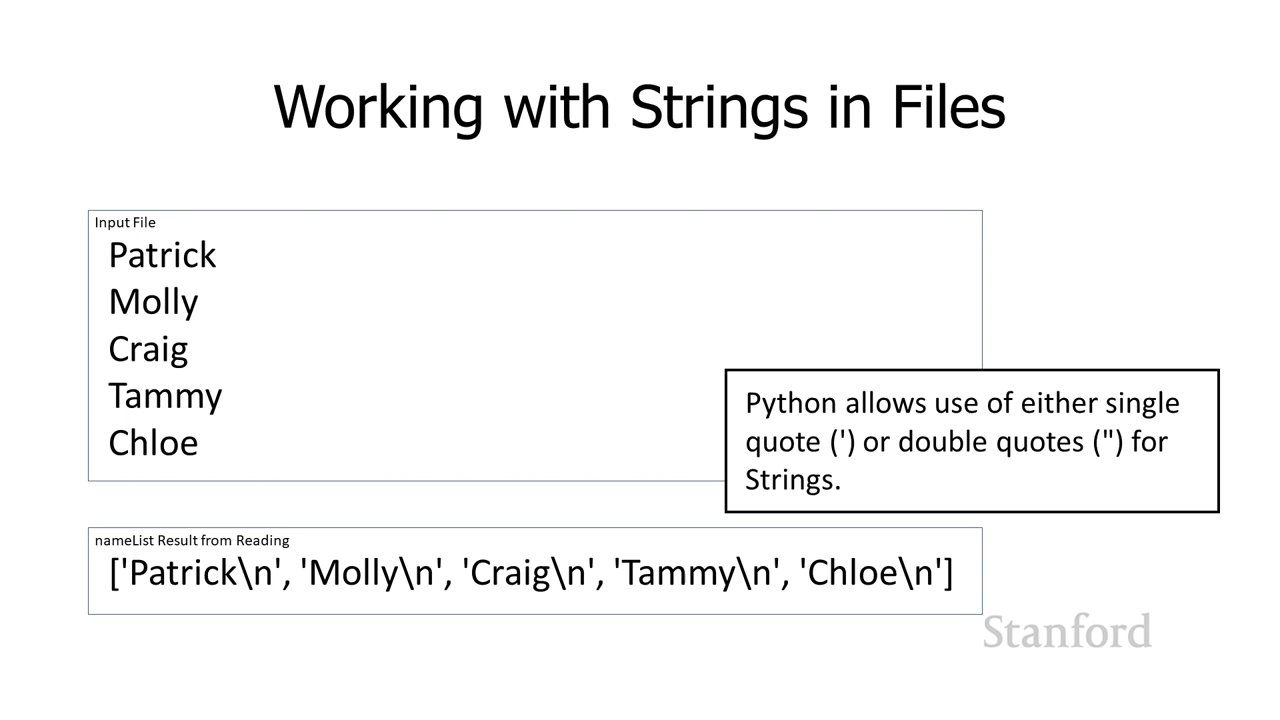 Working with Strings in Files
Input File
Patrick
Molly
Craig
Tammy
Chloe
Python allows use of either single
quote (') or double quotes (") for
Strings.
nameList Result from Reading
['Patrick\n', 'Molly\n', 'Craig\n', 'Tammy\n', 'Chloe\n']
Stanford